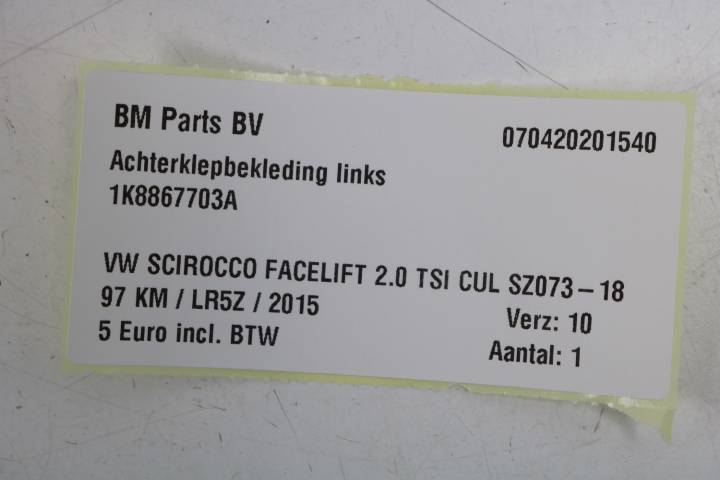 BM Parts BV
070420201540
Achterklepbekleding links
1K8867703A
VW SCIROCCO FACELIFT 2.0 TSI CUL SZ073-18
97 KM / LR5Z / 2015
Verz: 10
5 Euro incl. BTW
Aantal: 1